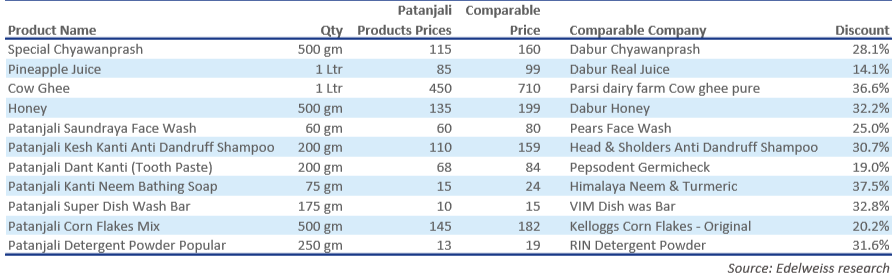 Patanjali Comparable
Product Name Qty Products Prices Price Comparable Company Discount
Special Chyawanprash 500 gm 115 160 Dabur Chyawanprash 28.1%
Pineapple Juice 1 Ltr 85 99 Dabur Real Juice 14.1%
Cow Ghee 1 Ltr 450 710 Parsi dairy farm Cow ghee pure 36.6%
Honey 500 gm 135 199 Dabur Honey 32.2%
Patanjali Saundraya Face Wash 60 gm 60 80 Pears Face Wash 25.0%
Patanjali Kesh Kanti Anti Dandruff Shampoo 200 gm 110 159 Head & Sholders Anti Dandruff Shampoo 30.7%
Patanjali Dant Kanti (Tooth Paste) 200 gm 68 84 Pepsodent Germicheck 19.0%
Patanjali Kanti Neem Bathing Soap 75 gm 15 24 Himalaya Neem & Turmeric 37.5%
Patanjali Super Dish Wash Bar 175 gm 10 15 VIM Dish was Bar 32.8%
Patanjali Corn Flakes Mix 500 gm 145 182 Kelloggs Corn Flakes - Original 20.2%
Patanjali Detergent Powder Popular 250 gm 13 19 RIN Detergent Powder 31.6%
Source: Edelweiss research